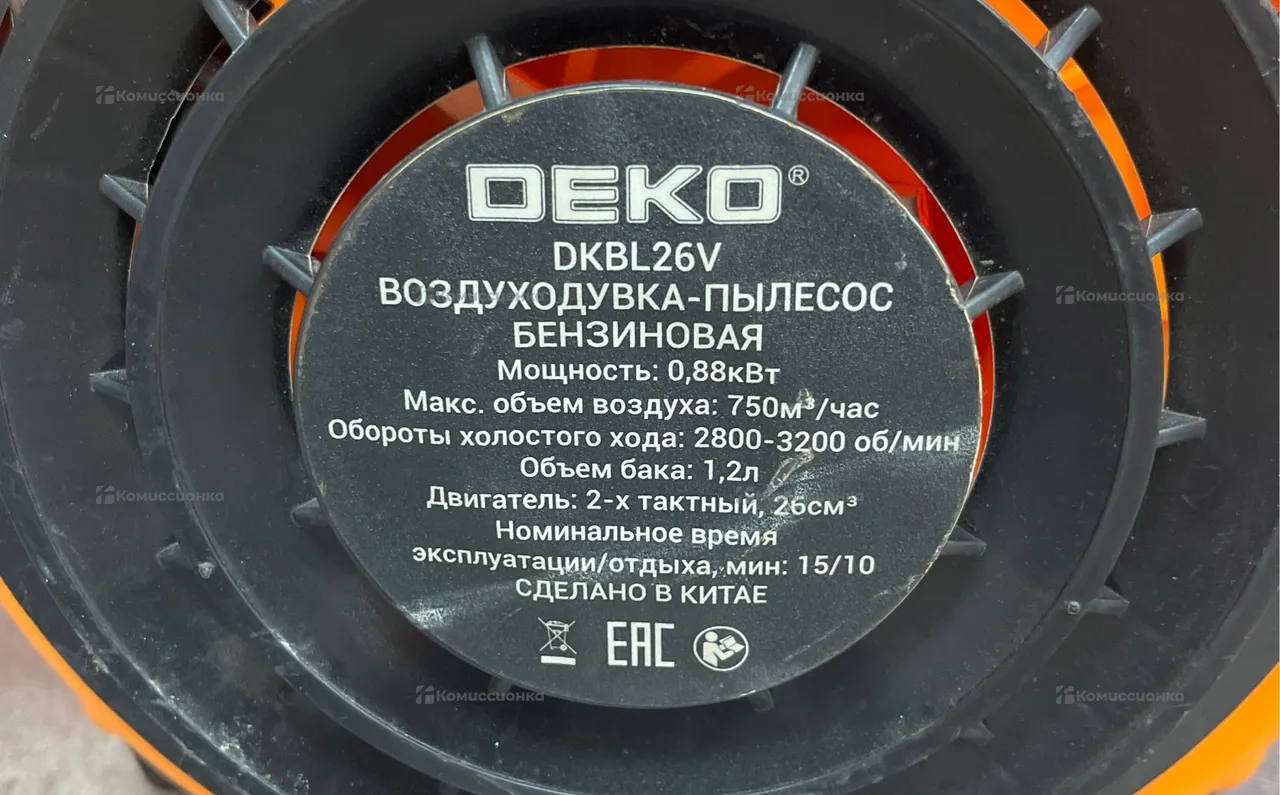 DEKO®
DKBL26V
ВОЗДУХОДУВКА-ПЫЛЕСОС
БЕНЗИНОВАЯ
Мощность: 0,88кВт
Макс. объем воздуха: 750м³/час
Обороты холостого хода: 2800-3200 об/мин
Объем бака: 1,2л
Двигатель: 2-х тактный, 26см³
Номинальное время
эксплуатации/отдыха, мин: 15/10
СДЕЛАНО В КИТАЕ
EAC
Комиссионка
Комиссионка
Комиссионка
Комиссионка
Комиссионка
Комиссионка
Комиссионка